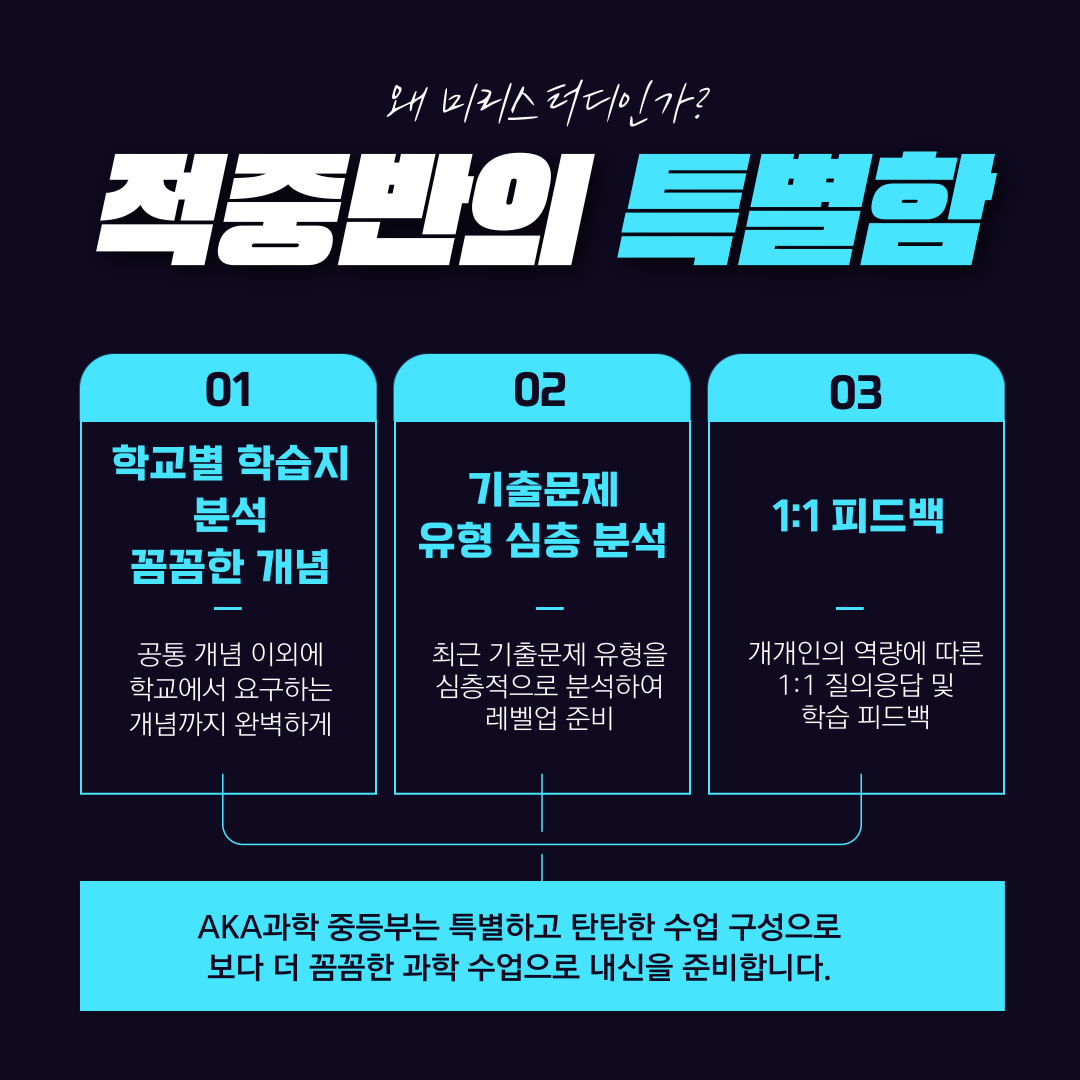 왜 미리스터디인가?
적중반의 특별함
01
학교별 학습지
분석
꼼꼼한 개념
공통 개념 이외에
학교에서 요구하는
개념까지 완벽하게
02
기출문제
유형 심층 분석
최근 기출문제 유형을
심층적으로 분석하여
레벨업 준비
03
1:1 피드백
개개인의 역량에 따른
1:1 질의응답 및
학습 피드백
AKA과학 중등부는 특별하고 탄탄한 수업 구성으로
보다 더 꼼꼼한 과학 수업으로 내신을 준비합니다.